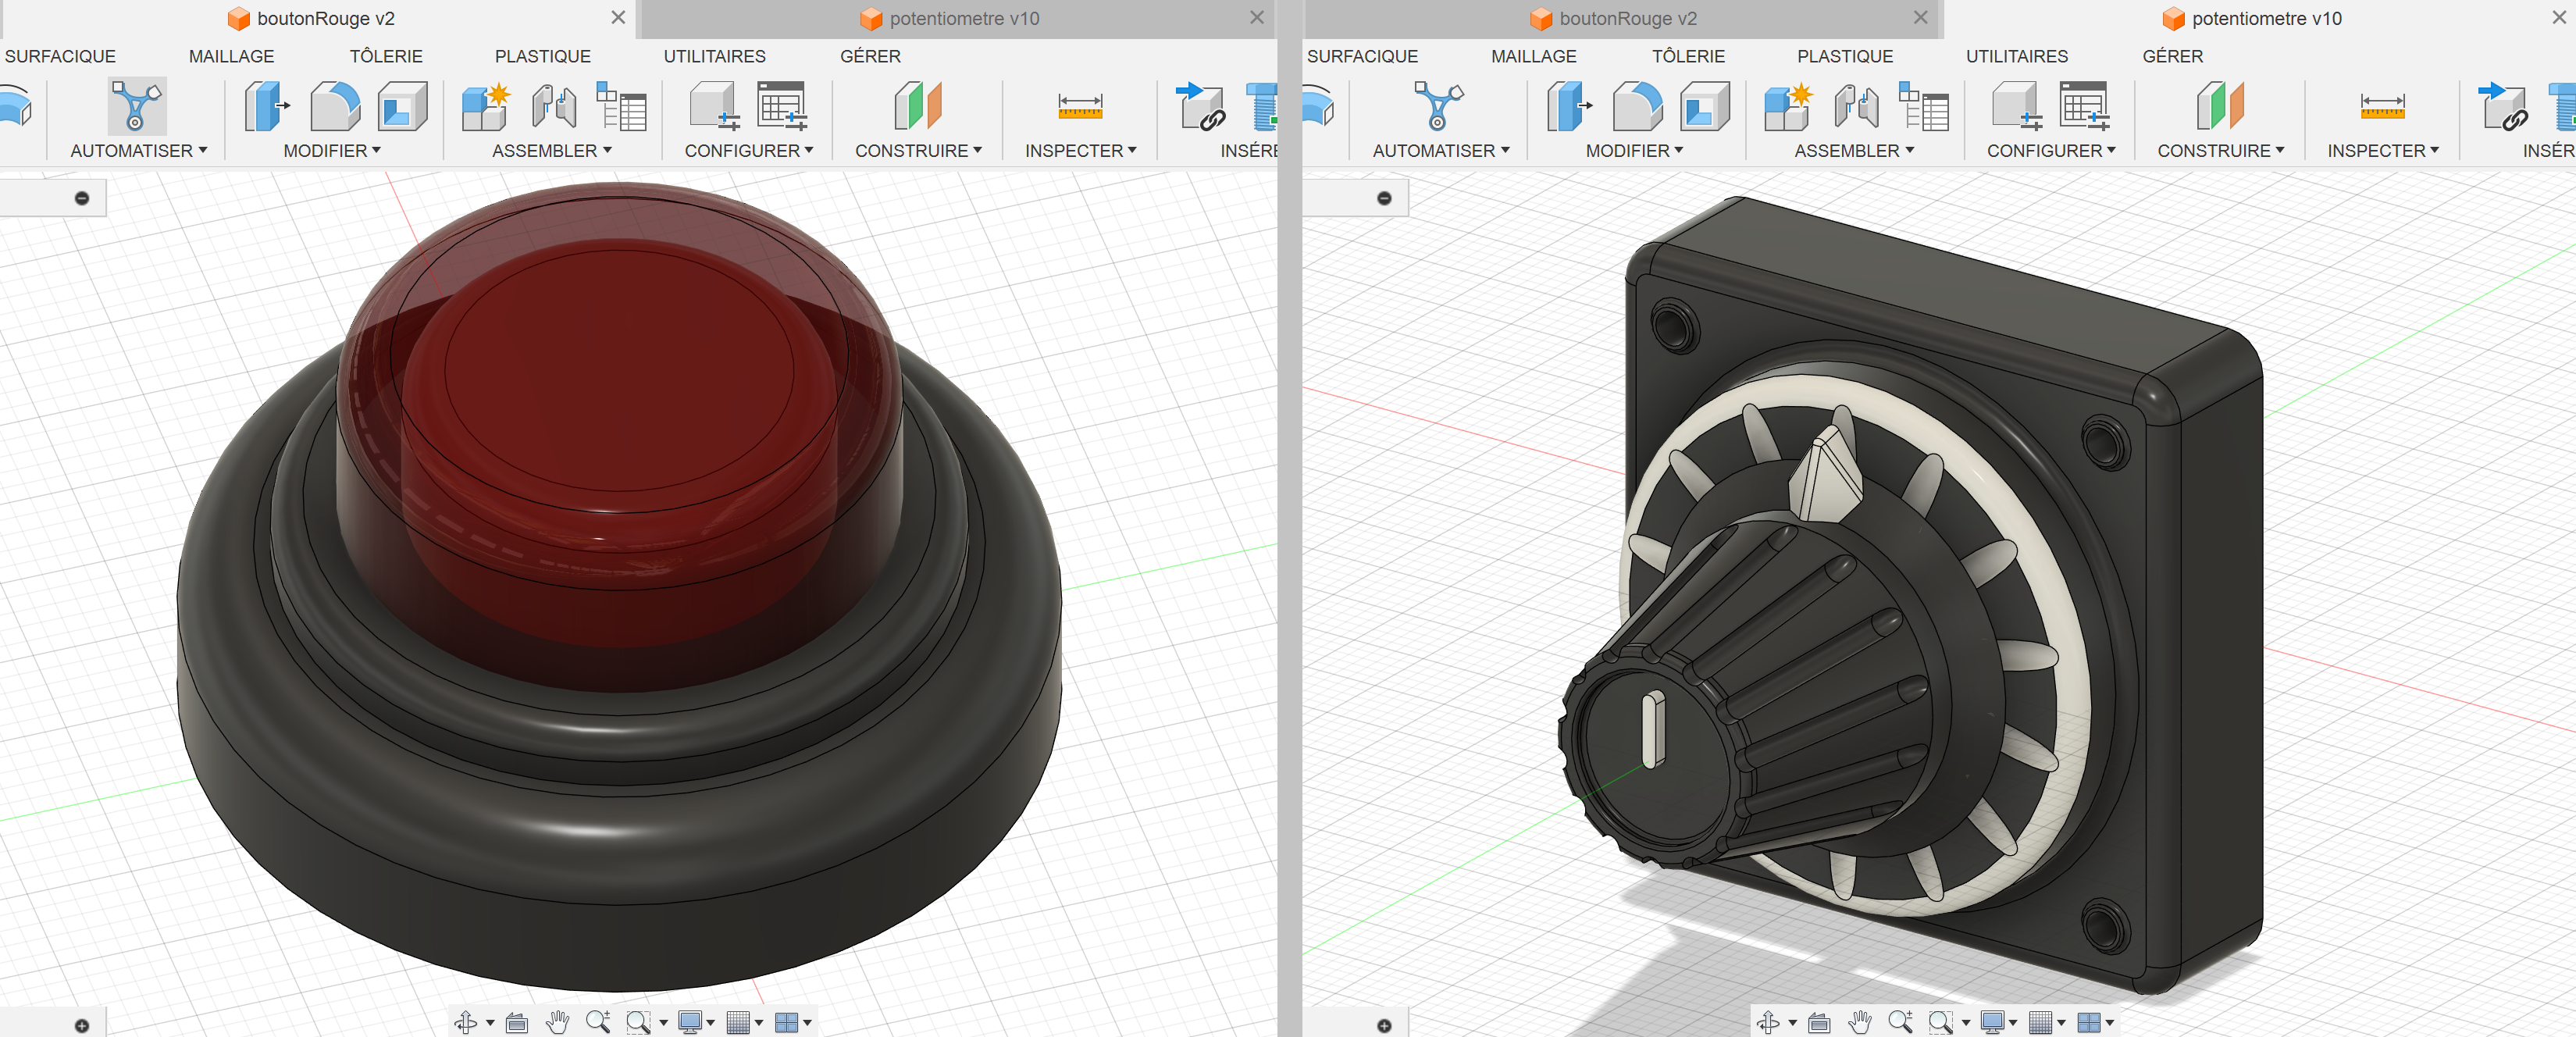 boutonRouge v2 potentiometre v10
SURFACIQUE MAILLAGE TÔLERIE PLASTIQUE UTILITAIRES GÉRER
AUTOMATISER MODIFIER ASSEMBLER CONFIGURER CONSTRUIRE INSPECTER INSÉRE
boutonRouge v2 potentiometre v10
SURFACIQUE MAILLAGE TÔLERIE PLASTIQUE UTILITAIRES GÉRER
AUTOMATISER MODIFIER ASSEMBLER CONFIGURER CONSTRUIRE INSPECTER INSÉR